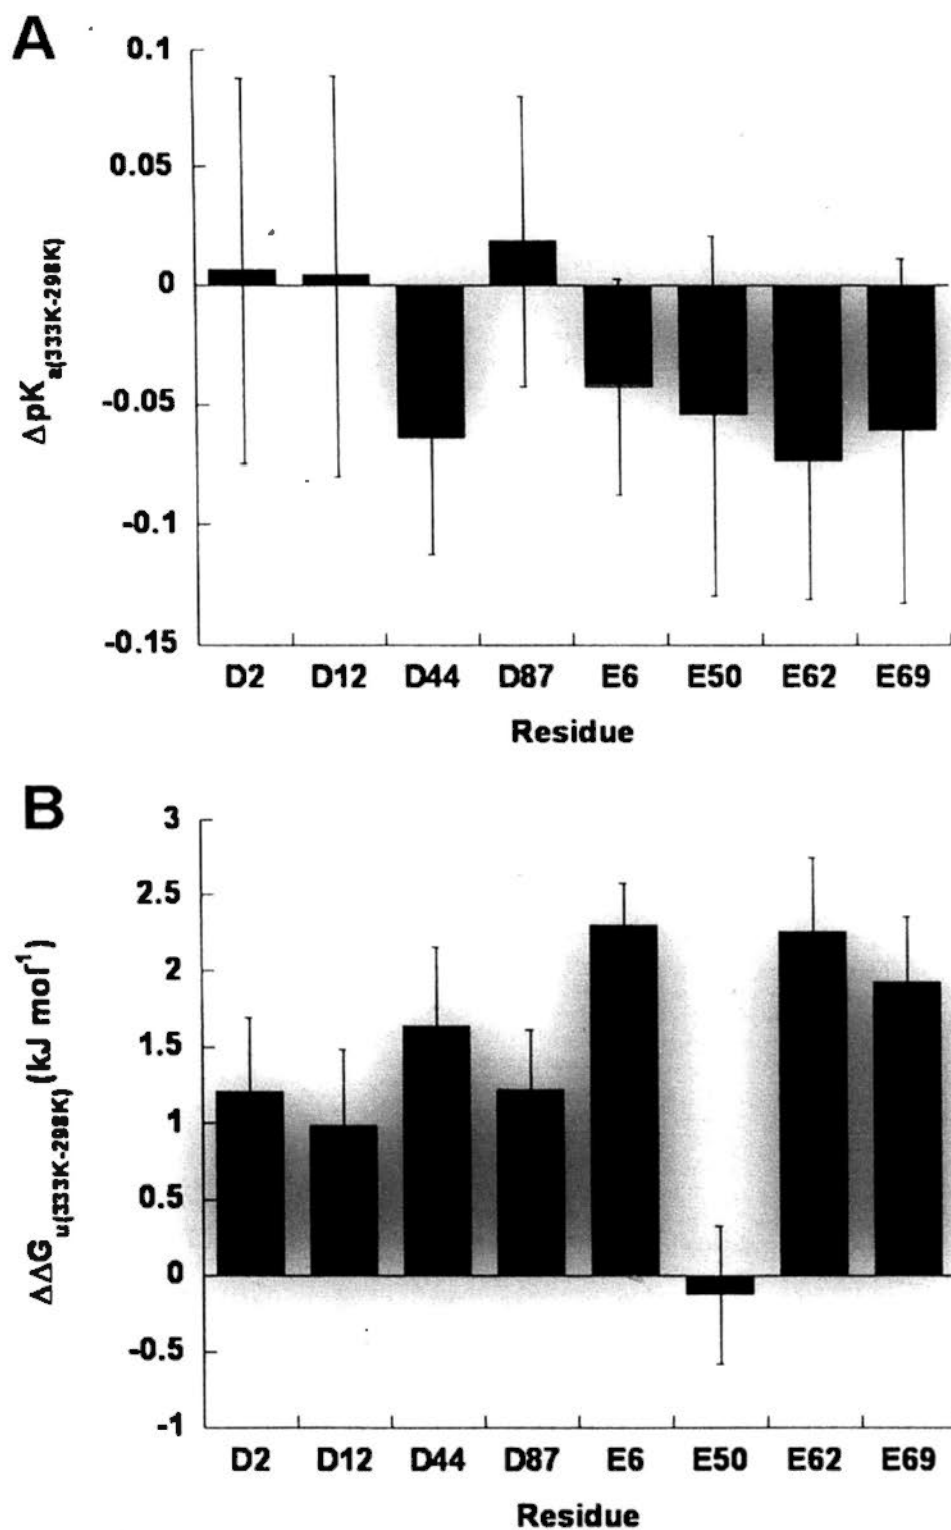 A
0.1
0.05
0
-0.05
-0.1
-0.15
ΔpKa(333K-298K)
D2 D12 D44 D87 E6 E50 E62 E69
Residue
B
3
2.5
2
1.5
1
0.5
0
-0.5
-1
ΔΔGu(333K-298K)(kJ mol1)
D2 D12 D44 D87 E6 E50 E62 E69
Residue